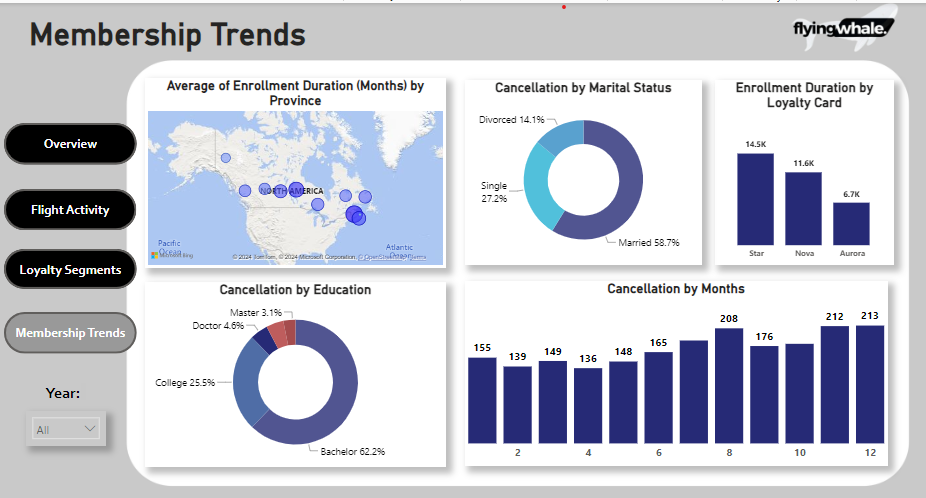 Membership Trends
flyingwhale.
Overview
Flight Activity
Loyalty Segments
Membership Trends
Year:
All
Average of Enrollment Duration (Months) by
Province
NORTH AMERICA
Pacific
Ocean
Atlantic
Ocean
Microsoft Bing
© 2024 TomTom, © 2024 Microsoft Corporation, © OpenStreetMap Terms
Cancellation by Marital Status
Divorced 14.1%
Single
27.2%
Married 58.7%
Enrollment Duration by
Loyalty Card
14.5K
11.6K
6.7K
Star Nova Aurora
Cancellation by Education
Master 3.1%
Doctor 4.6%
College 25.5%
Bachelor 62.2%
Cancellation by Months
155 139 149 136 148 165 208 176 212 213
2 4 6 8 10 12